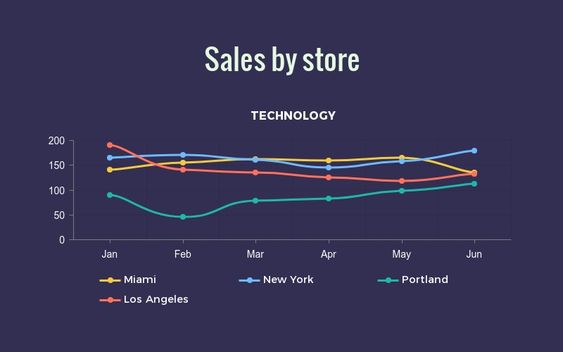 Sales by store
TECHNOLOGY
200
150
100
50
0
Jan Feb Mar Apr May Jun
Miami New York Portland
Los Angeles